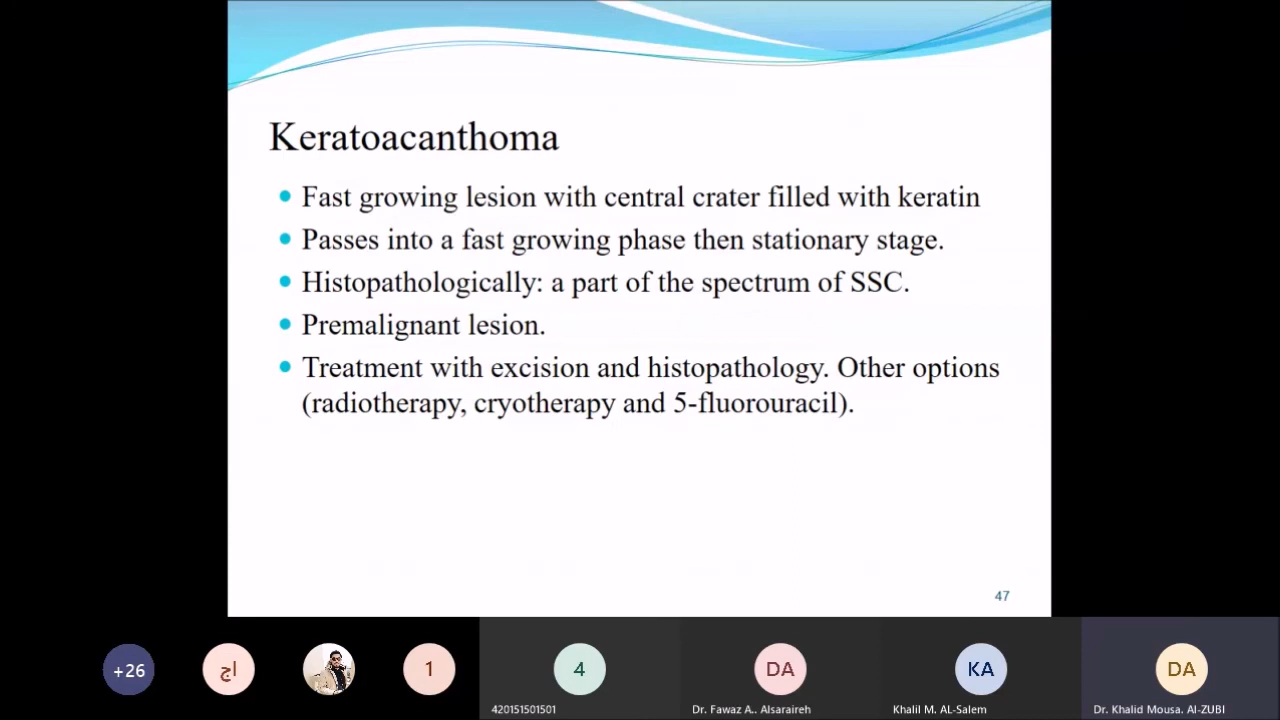 Keratoacanthoma
Fast growing lesion with central crater filled with keratin
Passes into a fast growing phase then stationary stage.
Histopathologically: a part of the spectrum of SSC.
Premalignant lesion.
Treatment with excision and histopathology. Other options
(radiotherapy, cryotherapy and 5-fluorouracil).
47
+26
اج
1
4
DA
KA
DA
420151501501
Dr. Fawaz A.. Alsaraireh
Khalil M. AL-Salem
Dr. Khalid Mousa. Al-ZUBI